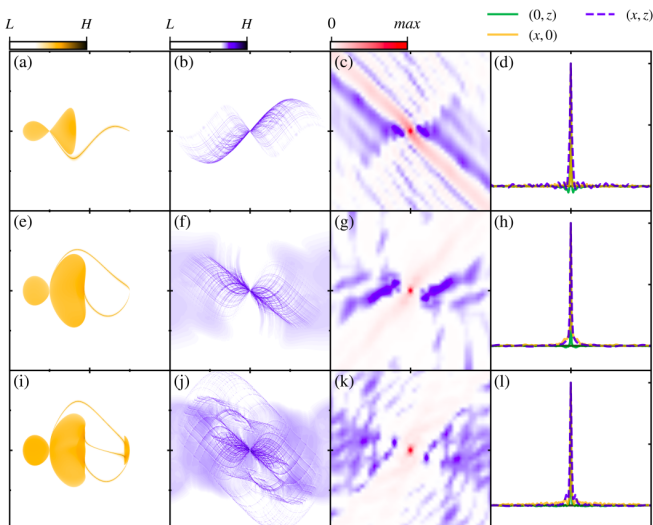 L H L H 0 max (0, z) (x, z)
(x, 0)
(a) (b) (c) (d)
(e) (f) (g) (h)
(i) (j) (k) (l)